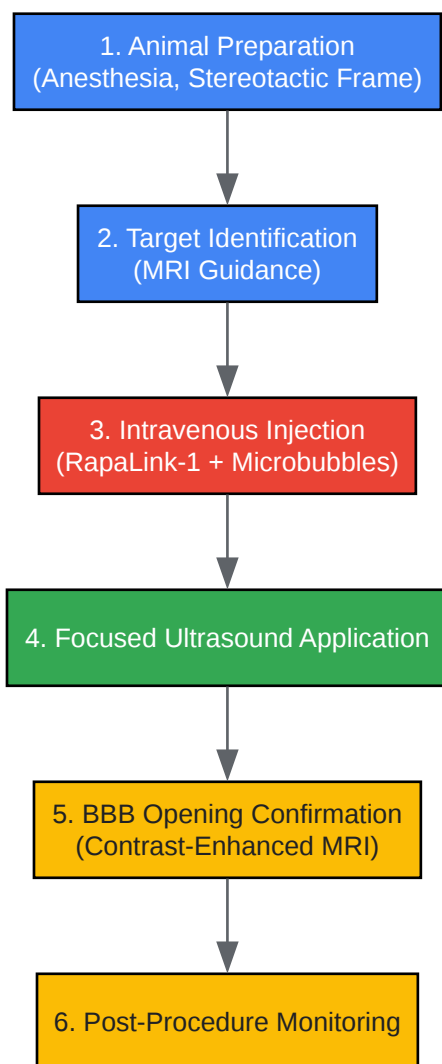 1. Animal Preparation
(Anesthesia, Stereotactic Frame)
2. Target Identification
(MRI Guidance)
3. Intravenous Injection
(RapaLink-1 + Microbubbles)
4. Focused Ultrasound Application
5. BBB Opening Confirmation
(Contrast-Enhanced MRI)
6. Post-Procedure Monitoring